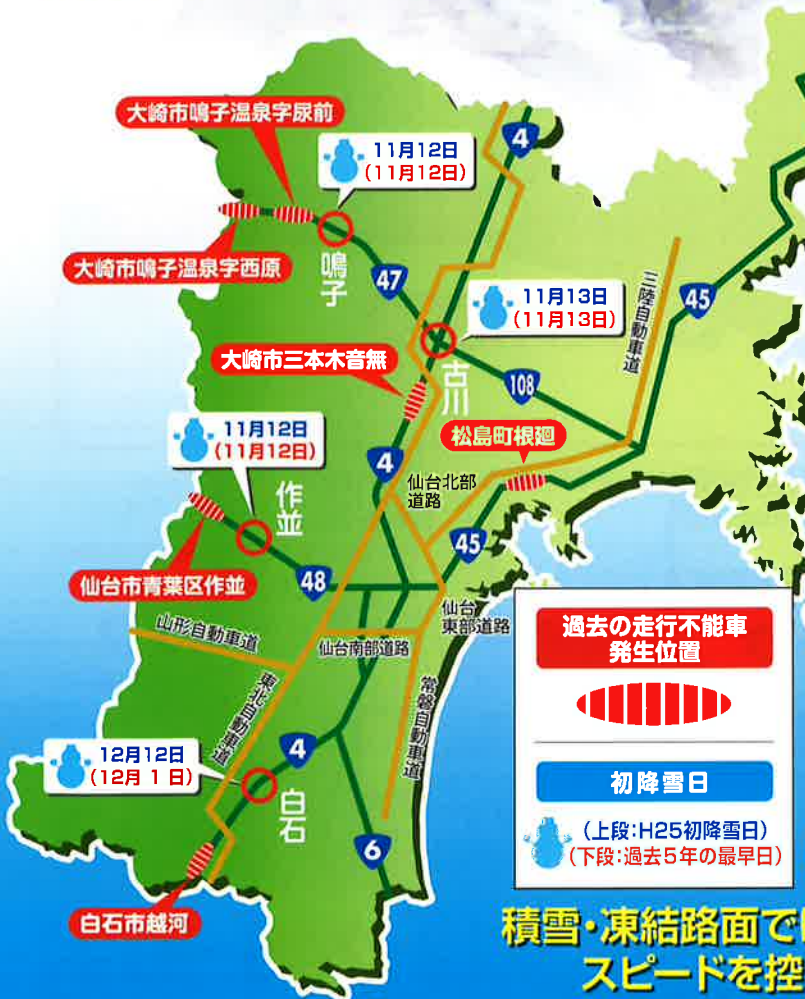 大崎市鳴子温泉字尿前
11月12日
(11月12日)
4
大崎市鳴子温泉字西原
鳴子
47
11月13日
(11月13日)
三陸自動車道
45
大崎市三本木音無
古川
108
11月12日
(11月12日)
松島町根廻
4
仙台北部
道路
作並
45
仙台市青葉区作並
48
仙台
東部道路
山形自動車道
仙台南部道路
東北自動車道
常磐自動車道
12月12日
(12月1日)
4
白石
6
白石市越河
過去の走行不能車
発生位置
初降雪日
(上段:H25初降雪日)
(下段:過去5年の最早日)
積雪・凍結路面で
スピードを控